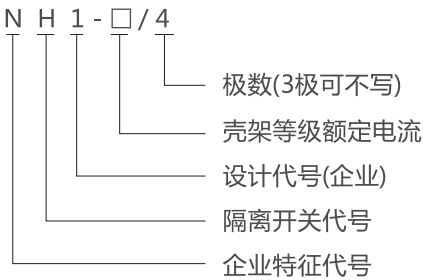 NH1-□/4
极数(3极可不写)
壳架等级额定电流
设计代号(企业)
隔离开关代号
企业特征代号